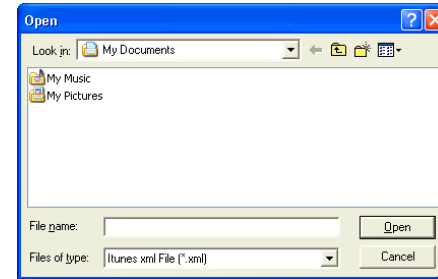 Open
Look in: My Documents
My Music
My Pictures
File name: Open
Files of type: Itunes xml File (*.xml) Cancel